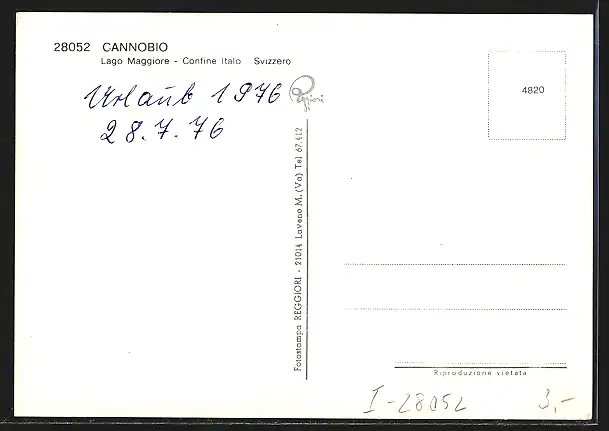 28052 CANNOBIO
Lago Maggiore - Confine Italo Svizzero
Urlaub 1976
28.7.76
Reggiori
4820
Fotostampa REGGIORI - 21014 Laveno M. (Va) Tel 67.412
Riproduzione vietata
I-28052
3,-